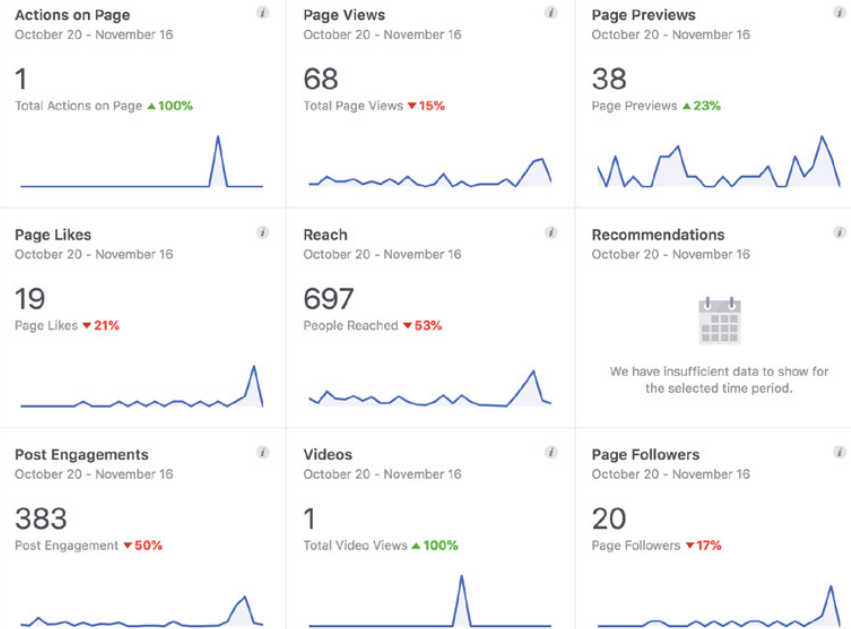 Actions on Page
October 20 - November 16
1
Total Actions on Page ▲100%
Page Views
October 20 - November 16
68
Total Page Views ▼15%
Page Previews
October 20 - November 16
38
Page Previews ▲23%
Page Likes
October 20 - November 16
19
Page Likes ▼21%
Reach
October 20 - November 16
697
People Reached ▼53%
Recommendations
October 20 - November 16
We have insufficient data to show for
the selected time period.
Post Engagements
October 20 - November 16
383
Post Engagement ▼50%
Videos
October 20 - November 16
1
Total Video Views ▲100%
Page Followers
October 20 - November 16
20
Page Followers ▼17%